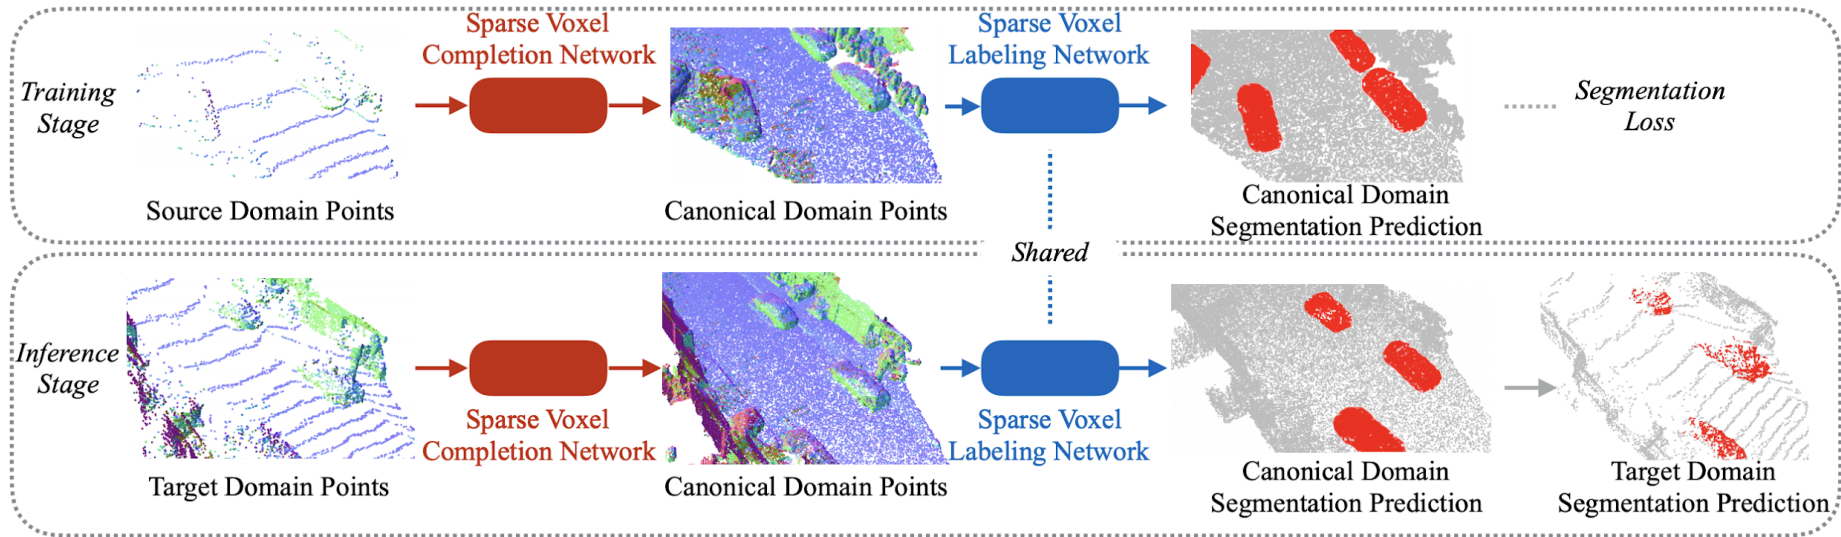 Training
Stage
Source Domain Points
Sparse Voxel
Completion Network
Canonical Domain Points
Sparse Voxel
Labeling Network
Canonical Domain
Segmentation Prediction
Segmentation
Loss
Shared
Inference
Stage
Target Domain Points
Sparse Voxel
Completion Network
Canonical Domain Points
Sparse Voxel
Labeling Network
Canonical Domain
Segmentation Prediction
Target Domain
Segmentation Prediction